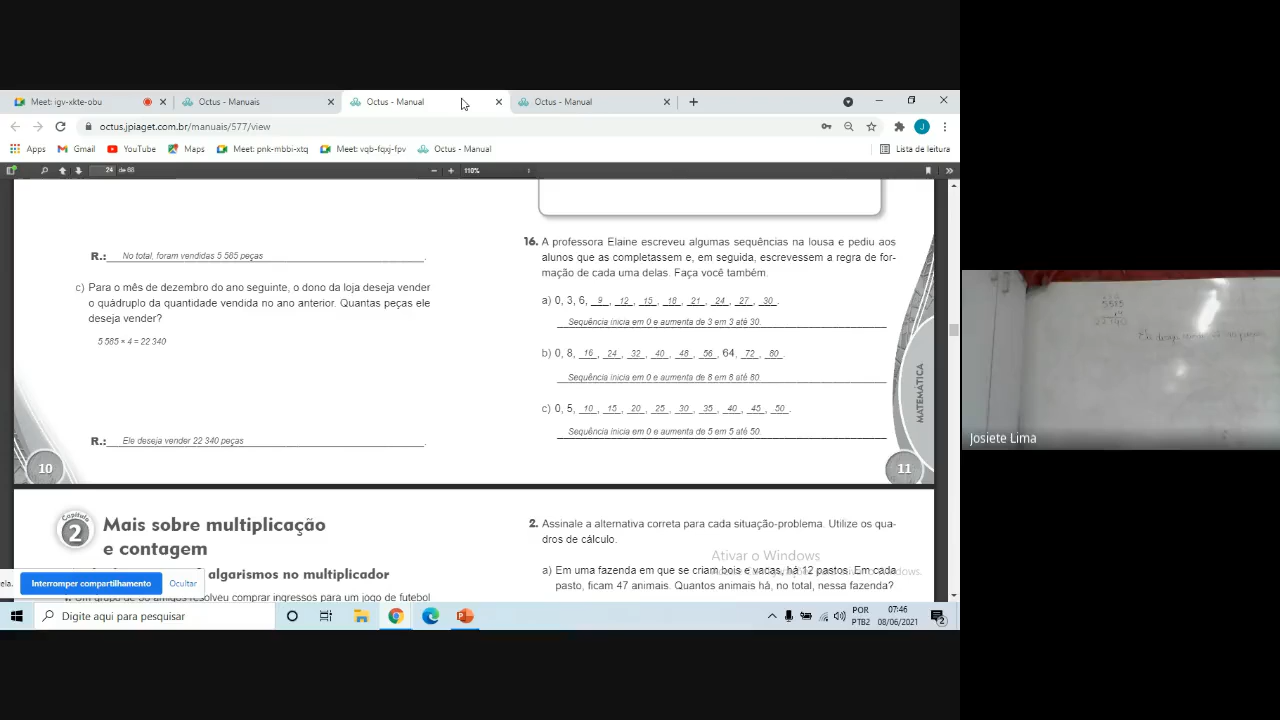 Meet: igv-xkte-obu
Octus - Manuais
Octus - Manual
Octus - Manual
octus.jpiaget.com.br/manuais/577/view
Apps
Gmail
YouTube
Maps
Meet: pnk-mbbi-xtq
Meet: vqb-fqxj-fpv
Octus - Manual
Lista de leitura
24 de 68
110%
R.: No total, foram vendidas 5 585 peças.
c) Para o mês de dezembro do ano seguinte, o dono da loja deseja vender
o quádruplo da quantidade vendida no ano anterior. Quantas peças ele
deseja vender?
5 585 × 4 = 22 340
R.: Ele deseja vender 22 340 peças.
10
16. A professora Elaine escreveu algumas sequências na lousa e pediu aos
alunos que as completassem e, em seguida, escrevessem a regra de for-
mação de cada uma delas. Faça você também.
a) 0, 3, 6, 9, 12, 15, 18, 21, 24, 27, 30.
Sequência inicia em 0 e aumenta de 3 em 3 até 30.
b) 0, 8, 16, 24, 32, 40, 48, 56, 64, 72, 80.
Sequência inicia em 0 e aumenta de 8 em 8 até 80
c) 0, 5, 10, 15, 20, 25, 30, 35, 40, 45, 50.
Sequência inicia em 0 e aumenta de 5 em 5 até 50.
MATEMÁTICA
11
Capítulo
2
Mais sobre multiplicação
e contagem
algarismos no multiplicador
2. Assinale a alternativa correta para cada situação-problema. Utilize os qua-
dros de cálculo.
a) Em uma fazenda em que se criam bois e vacas, há 12 pastos. Em cada
pasto, ficam 47 animais. Quantos animais há, no total, nessa fazenda?
Ativar o Windows
ela.
Interromper compartilhamento
Ocultar
Digite aqui para pesquisar
POR
PTB2
07:46
08/06/2021
2
J
5585
22340
Josiete Lima